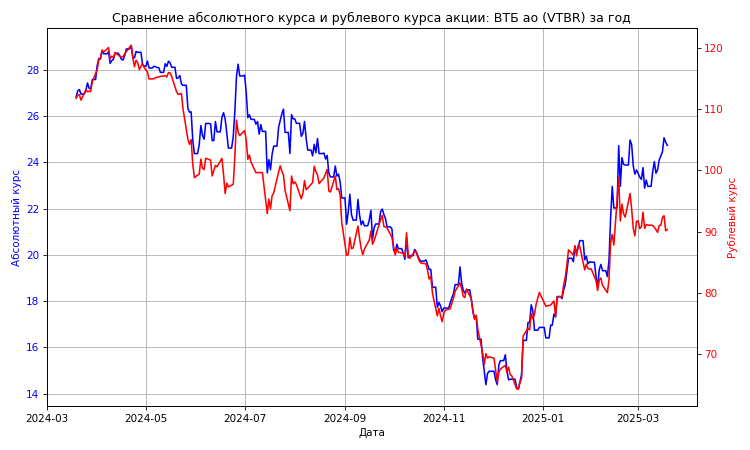 Сравнение абсолютного курса и рублевого курса акции: ВТБ ао (VTBR) за год
28
26
24
22
20
18
16
14
Абсолютный курс
120
110
100
90
80
70
Рублевый курс
2024-03 2024-05 2024-07 2024-09 2024-11 2025-01 2025-03
Дата